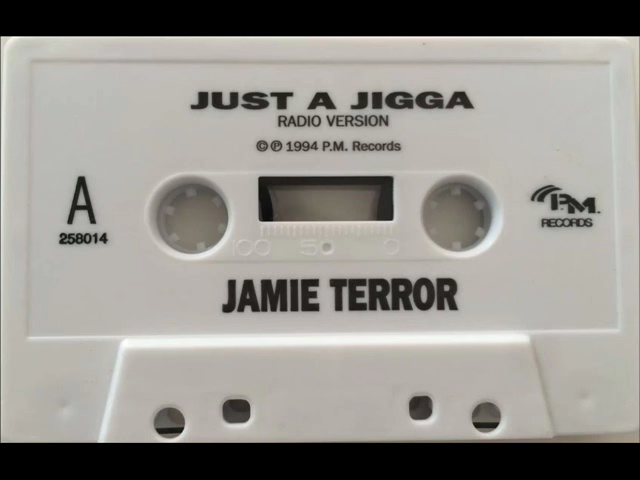 JUST A JIGGA
RADIO VERSION
© ℗ 1994 P.M. Records
A
258014
P.M.
RECORDS
100 50 0
JAMIE TERROR